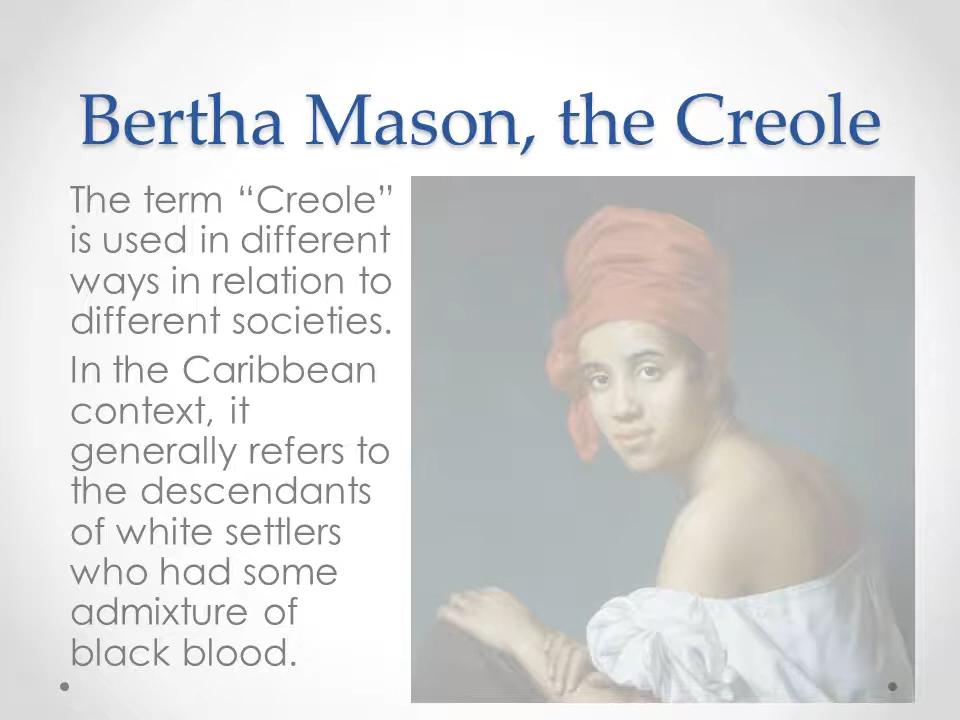 Bertha Mason, the Creole
The term “Creole”
is used in different
ways in relation to
different societies.
In the Caribbean
context, it
generally refers to
the descendants
of white settlers
who had some
admixture of
black blood.